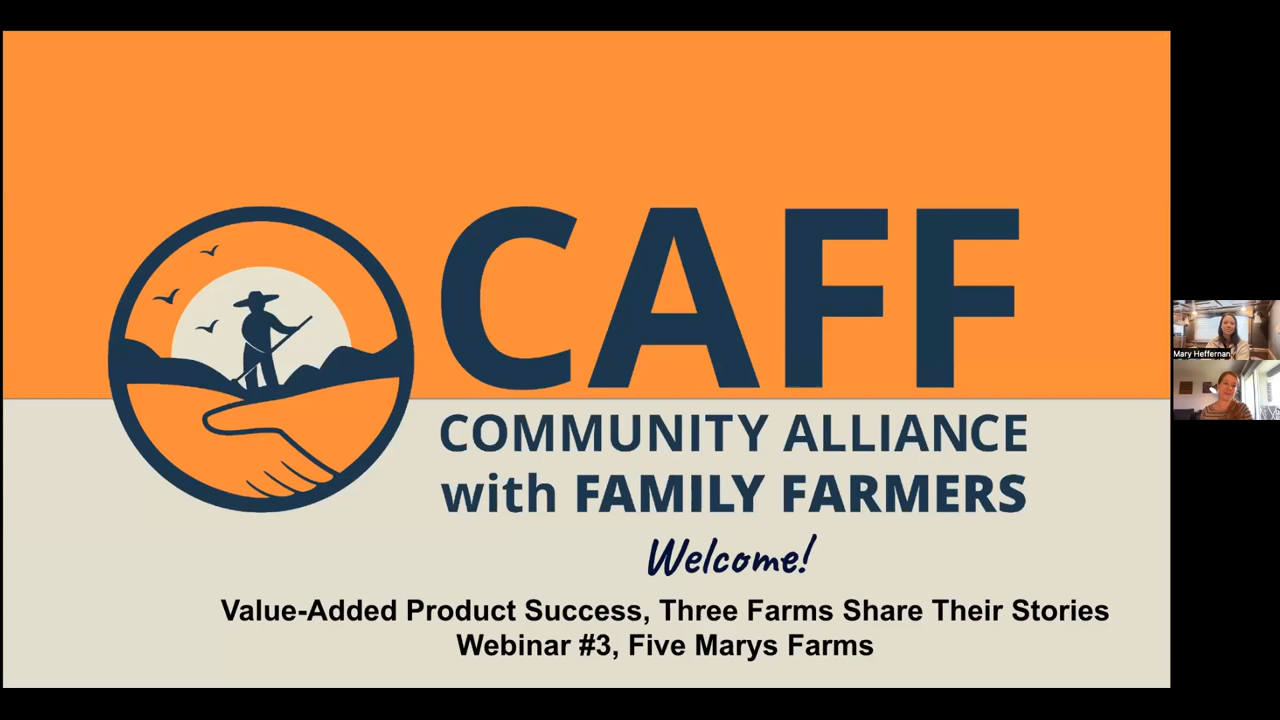 CAFF
COMMUNITY ALLIANCE
with FAMILY FARMERS
Welcome!
Value-Added Product Success, Three Farms Share Their Stories
Webinar #3, Five Marys Farms
Mary Heffernan